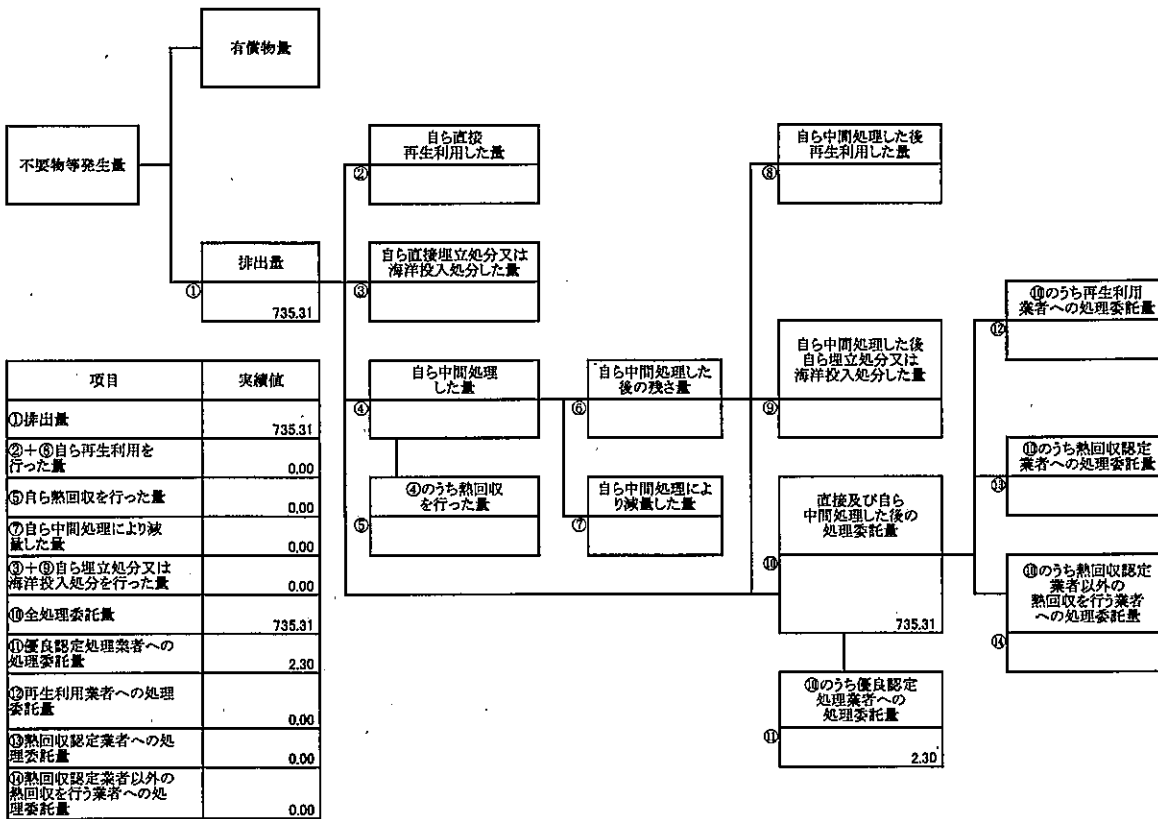 有償物量
不要物等発生量
自ら直接
再生利用した量
②
自ら中間処理した後
再生利用した量
⑧
排出量
①
735.31
自ら直接埋立処分又は
海洋投入処分した量
③
⑩のうち再生利用
業者への処理委託量
⑫
自ら中間処理
した量
④
自ら中間処理した
後の残さ量
⑥
自ら中間処理した後
自ら埋立処分又は
海洋投入処分した量
⑨
⑩のうち熱回収認定
業者への処理委託量
⑬
④のうち熱回収
を行った量
⑤
自ら中間処理によ
り減量した量
⑦
直接及び自ら
中間処理した後の
処理委託量
⑩
735.31
⑩のうち熱回収認定
業者以外の
熱回収を行う業者
への処理委託量
⑭
⑩のうち優良認定
処理業者への
処理委託量
⑪
2.30
項目 実績値
①排出量
735.31
②+⑧自ら再生利用を
行った量 0.00
⑤自ら熱回収を行った量
0.00
⑦自ら中間処理により減
量した量 0.00
③+⑨自ら埋立処分又は
海洋投入処分を行った量 0.00
⑩全処理委託量
735.31
⑪優良認定処理業者への
処理委託量 2.30
⑫再生利用業者への処理
委託量
0.00
⑬熱回収認定業者への処
理委託量 0.00
⑭熱回収認定業者以外の
熱回収を行う業者への処
理委託量 0.00